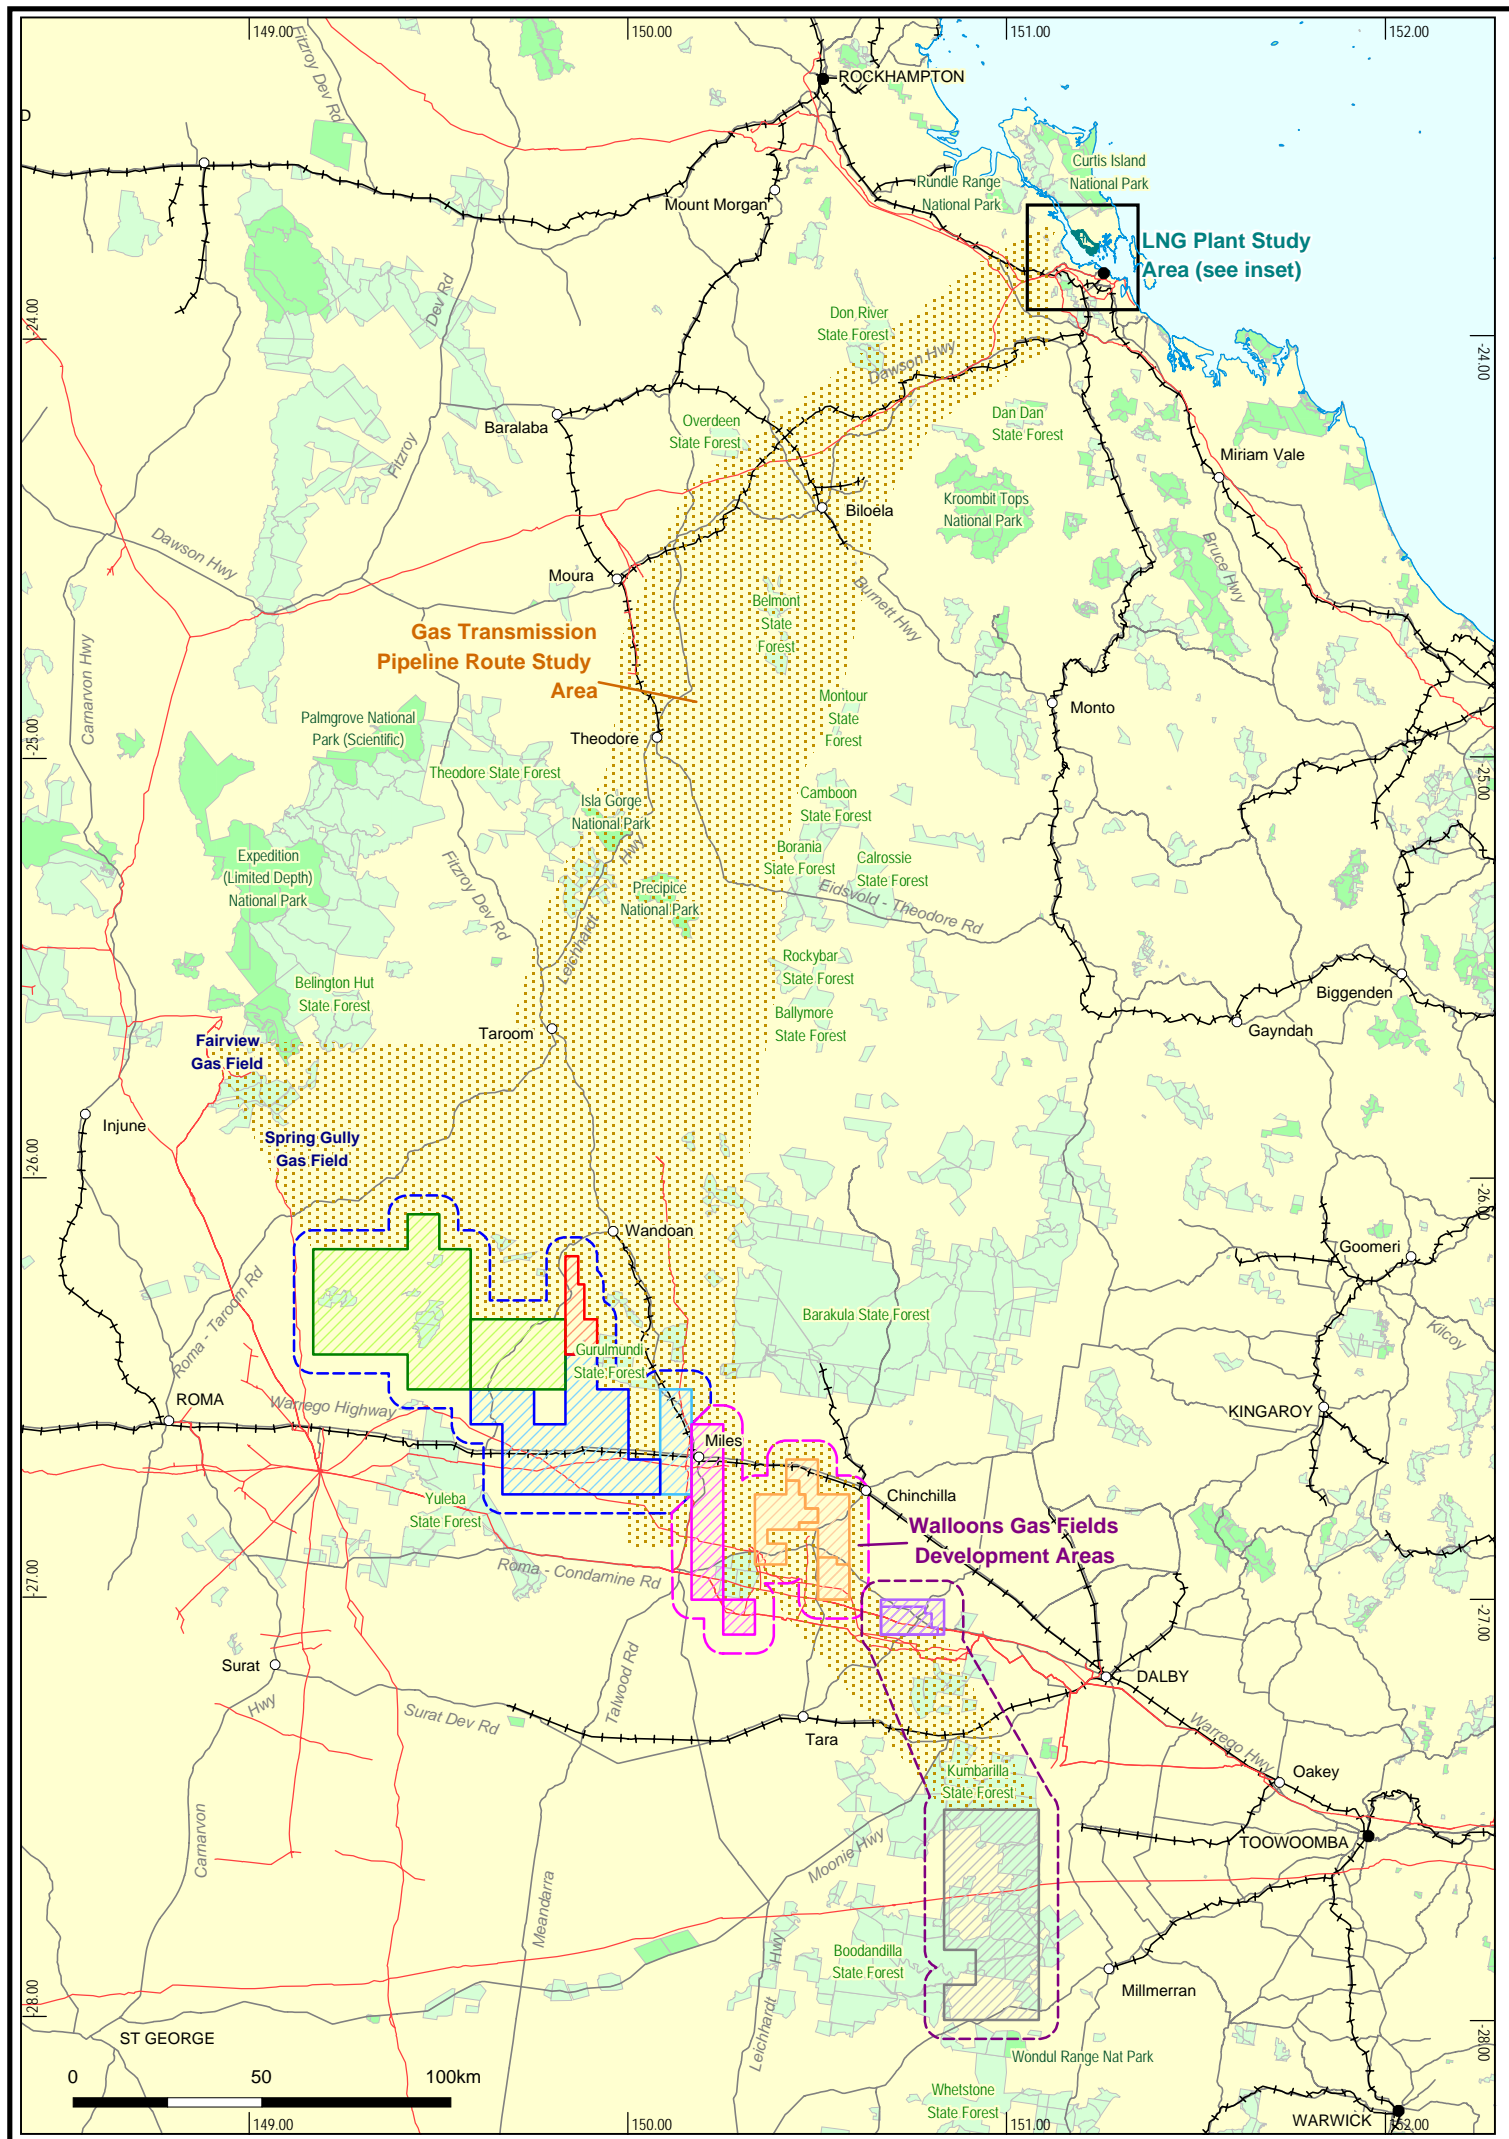 149.00
150.00
151.00
152.00
Fitzroy Dev Rd
ROCKHAMPTON
Curtis Island
National Park
Rundle Range
National Park
Mount Morgan
LNG Plant Study
Area (see inset)
Dev Rd
Don River
State Forest
-24.00
-24.00
Dawson Hwy
Baralaba
Overdeen
State Forest
Dan Dan
State Forest
Fitzroy
Miriam Vale
Kroombit Tops
National Park
Biloela
Dawson Hwy
Bruce Hwy
Moura
Burnett Hwy
Belmont
State
Forest
Gas Transmission
Pipeline Route Study
Area
Carnarvon Hwy
Montour
State
Forest
Monto
Palmgrove National
Park (Scientific)
-25.00
-25.00
Theodore
Theodore State Forest
Isla Gorge
National Park
Camboon
State Forest
Hwy
Expedition
(Limited Depth)
National Park
Borania
State Forest
Calrossie
State Forest
Fitzroy Dev Rd
Precipice
National Park
Eidsvold - Theodore Rd
Leichhardt
Rockybar
State Forest
Belington Hut
State Forest
Biggenden
Ballymore
State Forest
Gayndah
Taroom
Fairview
Gas Field
Injune
Spring Gully
Gas Field
-26.00
-26.00
Wandoan
Goomeri
Roma - Taroom Rd
Barakula State Forest
Kilcoy
Gurulmundi
State Forest
ROMA
Warrego Highway
KINGAROY
Miles
Chinchilla
Yuleba
State Forest
Walloons Gas Fields
Development Areas
-27.00
-27.00
Roma - Condamine Rd
Surat
DALBY
Talwood Rd
Hwy
Surat Dev Rd
Tara
Warrego Hwy
Kumbarilla
State Forest
Oakey
Carnarvon
Moonie Hwy
TOOWOOMBA
Meandarra
Boodandilla
State Forest
Hwy
Millmerran
-28.00
-28.00
ST GEORGE
Leichhardt
Wondul Range Nat Park
0
50
100km
Whetstone
State Forest
WARWICK
149.00
150.00
151.00
152.00